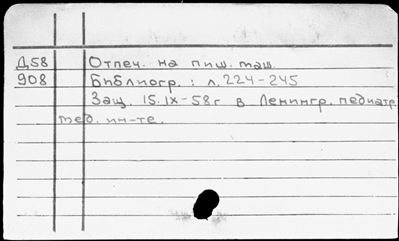 Д58 Отпеч. на пиш. маш.
908 Библиогр.: л. 224-245
Защ. 15.IX-58г в Ленингр. педиатр.
мед. ин-те.